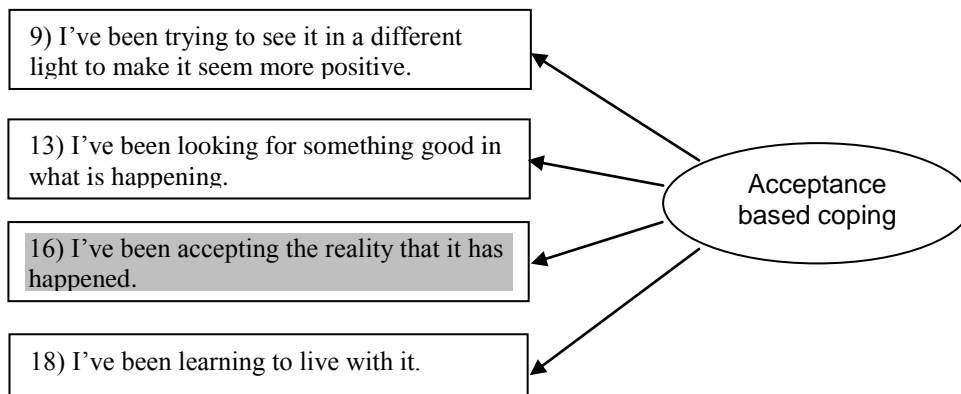 9) I’ve been trying to see it in a different
light to make it seem more positive.
13) I’ve been looking for something good in
what is happening.
16) I’ve been accepting the reality that it has
happened.
18) I’ve been learning to live with it.
Acceptance
based coping